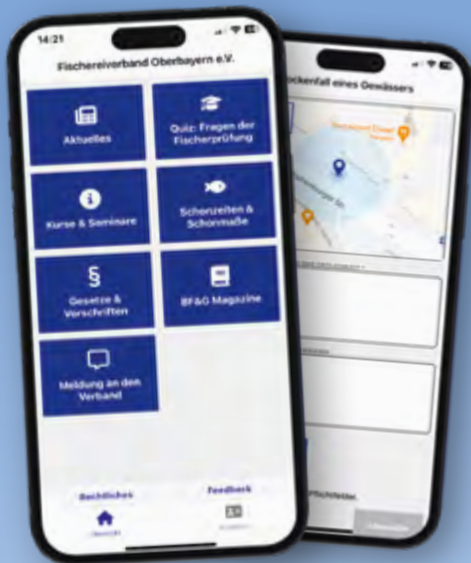 14:21
Fischereiverband Oberbayern e.V.
Aktuelles
Quiz: Fragen der
Fischerprüfung
Kurse & Seminare
Schonzeiten &
Schonmaße
Gesetze &
Vorschriften
BF&G Magazine
Meldung an den
Verband
Rechtliches
Feedback
Übersicht
ockenfall eines Gewässers